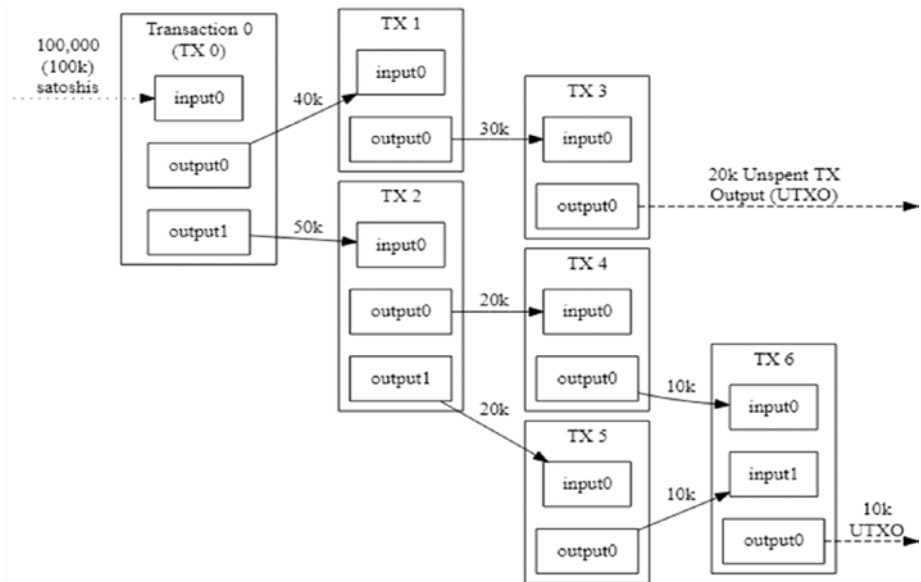 100,000
(100k)
satoshis
Transaction 0
(TX 0)
input0
output0
output1
40k
50k
TX 1
input0
output0
30k
TX 2
input0
output0
output1
20k
20k
TX 3
input0
output0
20k Unspent TX
Output (UTXO)
TX 4
input0
output0
10k
TX 5
input0
output0
10k
TX 6
input0
input1
output0
10k
UTXO